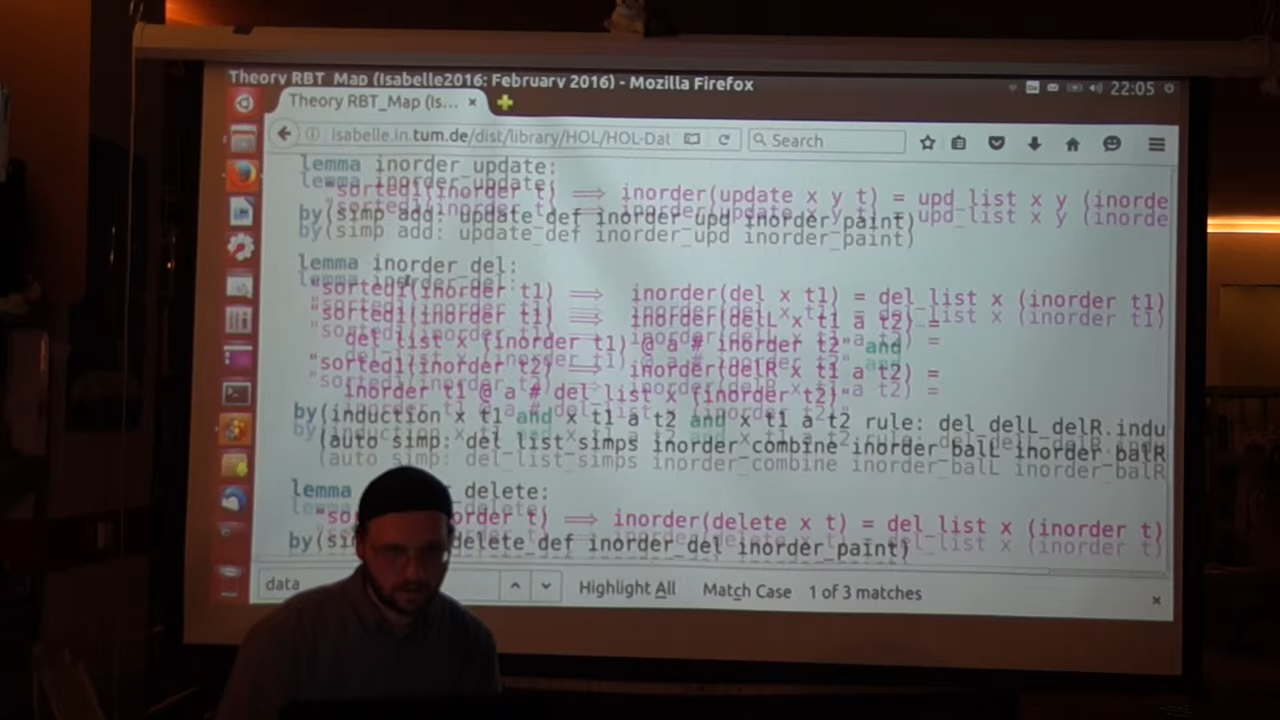 Theory RBT_Map (Isabelle2016: February 2016) - Mozilla Firefox
22:05
Theory RBT_Map (Is... ×
isabelle.in.tum.de/dist/library/HOL/HOL-Dat
Search
lemma inorder_update:
"sorted1(inorder t) ⟹ inorder(update x y t) = upd_list x y (inorde
by(simp add: update_def inorder_upd inorder_paint)
lemma inorder_del:
"sorted1(inorder t1) ⟹ inorder(del x t1) = del_list x (inorder t1)
"sorted1(inorder t1) ⟹ inorder(delL x t1 a t2) =
del_list x (inorder t1) @ a # inorder t2" and
"sorted1(inorder t2) ⟹ inorder(delR x t1 a t2) =
inorder t1 @ a # del_list x (inorder t2)"
by(induction x t1 and x t1 a t2 and x t1 a t2 rule: del_delL_delR.indu
(auto simp: del_list_simps inorder_combine inorder_balL inorder_balR
lemma delete:
"so order t) ⟹ inorder(delete x t) = del_list x (inorder t)
by(si delete_def inorder_del inorder_paint)
data
Highlight All
Match Case
1 of 3 matches
×